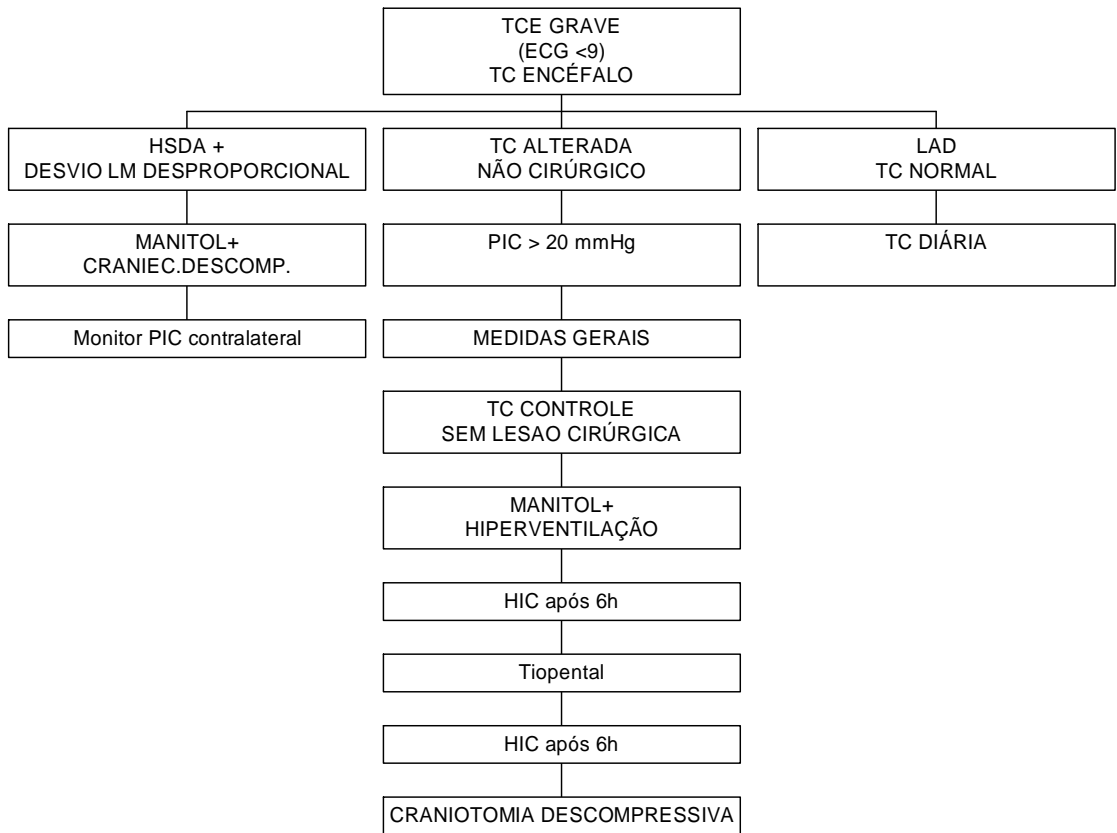 TCE GRAVE
(ECG <9)
TC ENCÉFALO
HSDA +
DESVIO LM DESPROPORCIONAL
TC ALTERADA
NÃO CIRÚRGICO
LAD
TC NORMAL
MANITOL+
CRANIEC.DESCOMP.
PIC > 20 mmHg
TC DIÁRIA
Monitor PIC contralateral
MEDIDAS GERAIS
TC CONTROLE
SEM LESAO CIRÚRGICA
MANITOL+
HIPERVENTILAÇÃO
HIC após 6h
Tiopental
HIC após 6h
CRANIOTOMIA DESCOMPRESSIVA